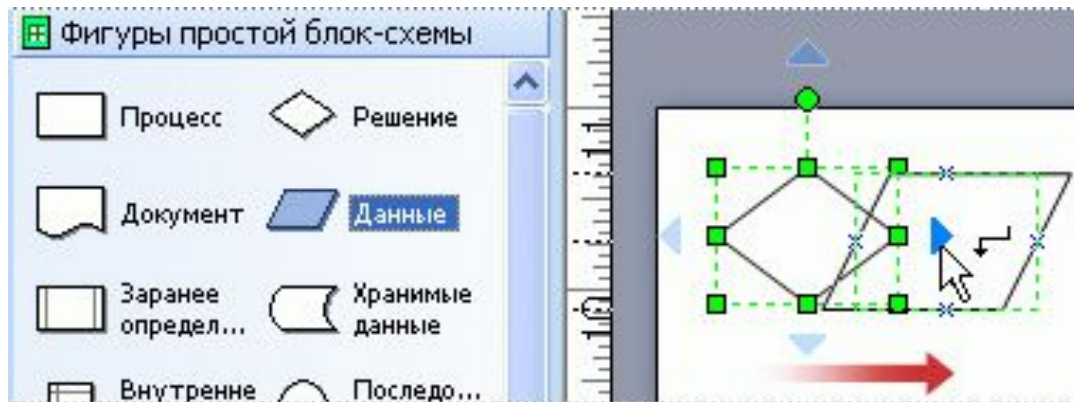 Фигуры простой блок-схемы
Процесс
Решение
Документ
Данные
Заранее
определ...
Хранимые
данные
Внутренне
Последо...